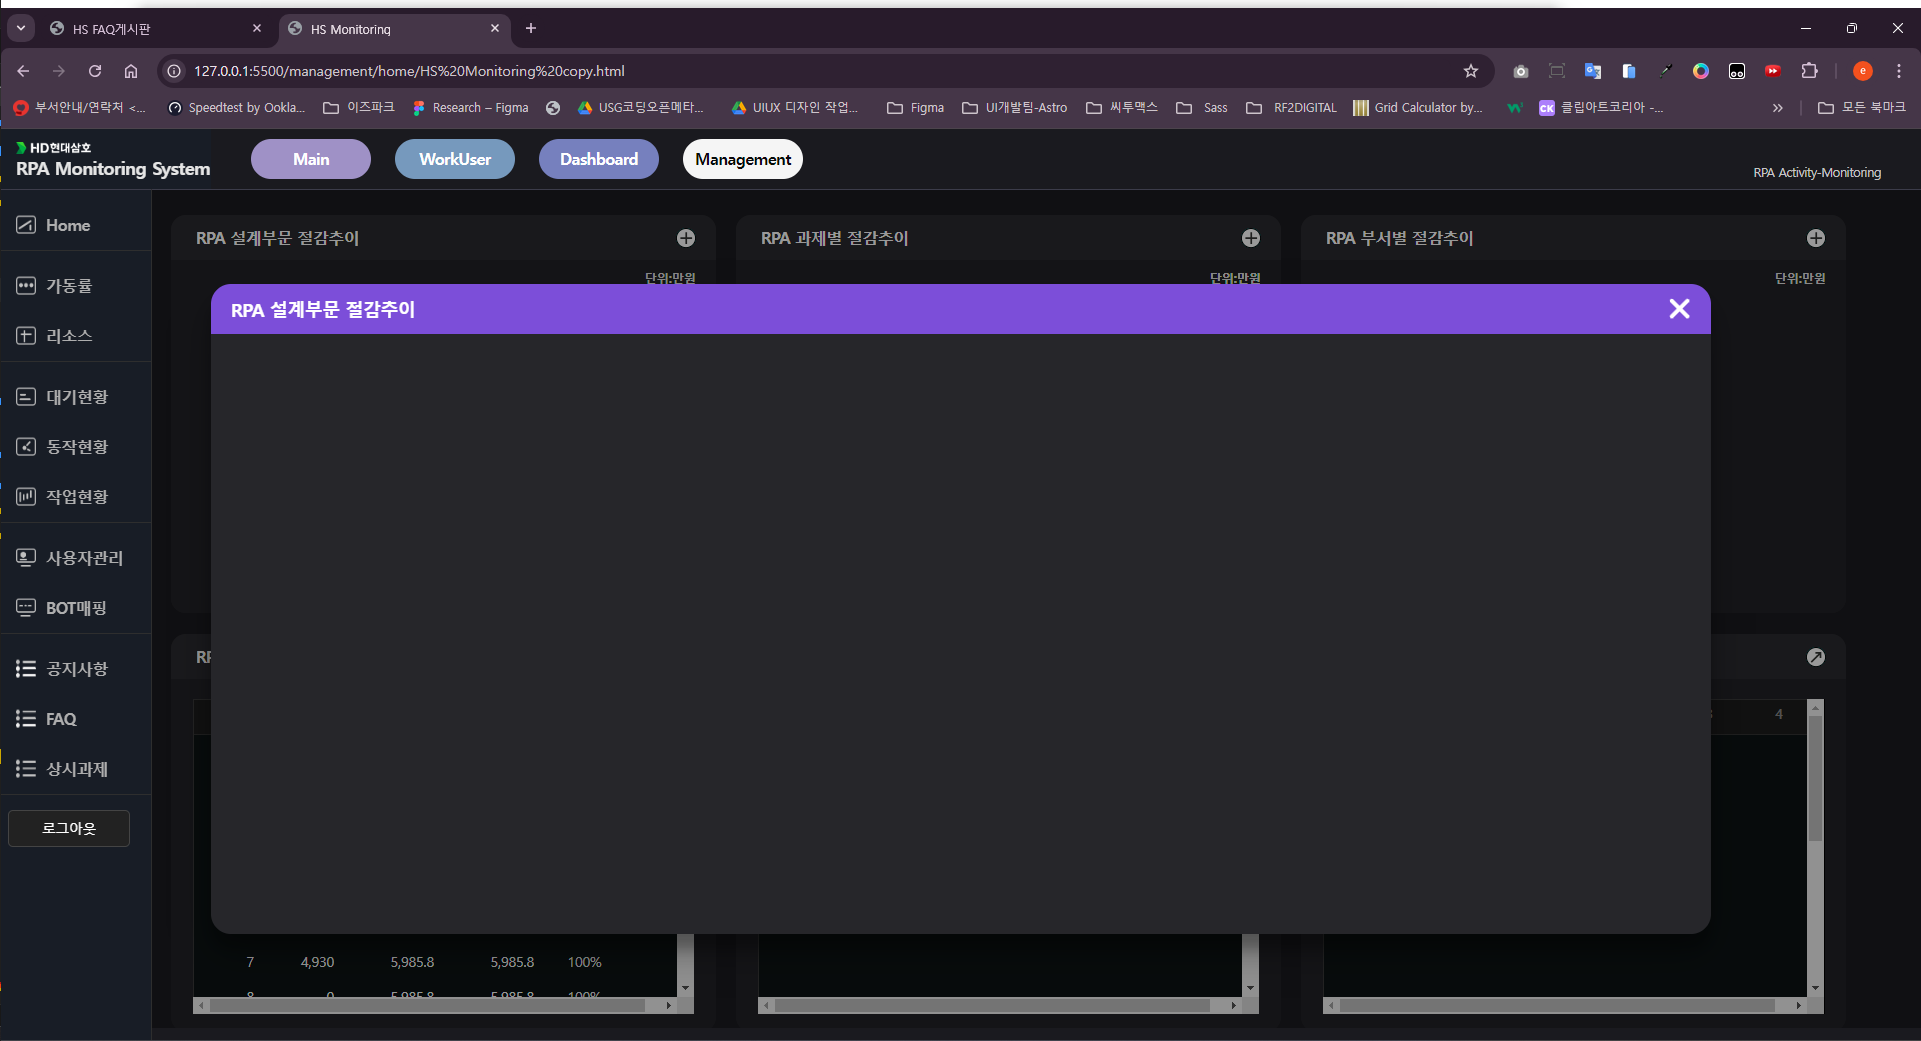 HS FAQ게시판
HS Monitoring
127.0.0.1:5500/management/home/HS%20Monitoring%20copy.html
부서안내/연락처 <...
Speedtest by Ookla...
이즈파크
Research – Figma
USG코딩오픈메타...
UIUX 디자인 작업...
Figma
UI개발팀-Astro
씨투맥스
Sass
RF2DIGITAL
Grid Calculator by...
CK 클립아트코리아 -...
모든 북마크
HD현대삼호
RPA Monitoring System
Main
WorkUser
Dashboard
Management
RPA Activity-Monitoring
Home
가동률
리소스
대기현황
동작현황
작업현황
사용자관리
BOT매핑
공지사항
FAQ
상시과제
로그아웃
RPA 설계부문 절감추이
단위:만원
RPA 과제별 절감추이
단위:만원
RPA 부서별 절감추이
단위:만원
RPA 설계부문 절감추이
4
7 4,930 5,985.8 5,985.8 100%
8 0 5,985.8 5,985.8 100%